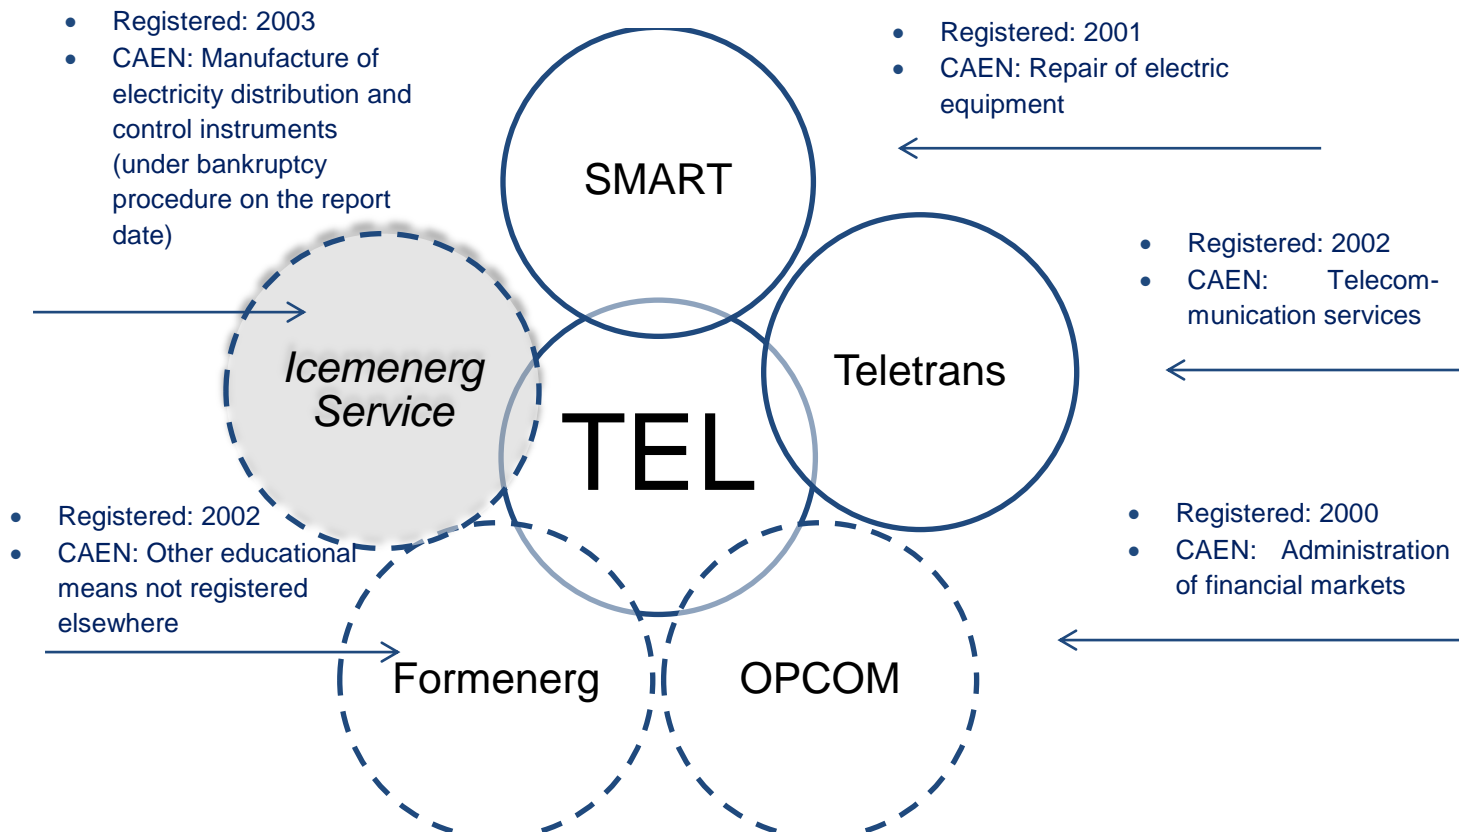 • Registered: 2003
• CAEN: Manufacture of
electricity distribution and
control instruments
(under bankruptcy
procedure on the report
date)
• Registered: 2001
• CAEN: Repair of electric
equipment
SMART
• Registered: 2002
• CAEN: Telecom-
munication services
Icemenerg
Service
Teletrans
TEL
• Registered: 2002
• CAEN: Other educational
means not registered
elsewhere
• Registered: 2000
• CAEN: Administration
of financial markets
Formenerg
OPCOM